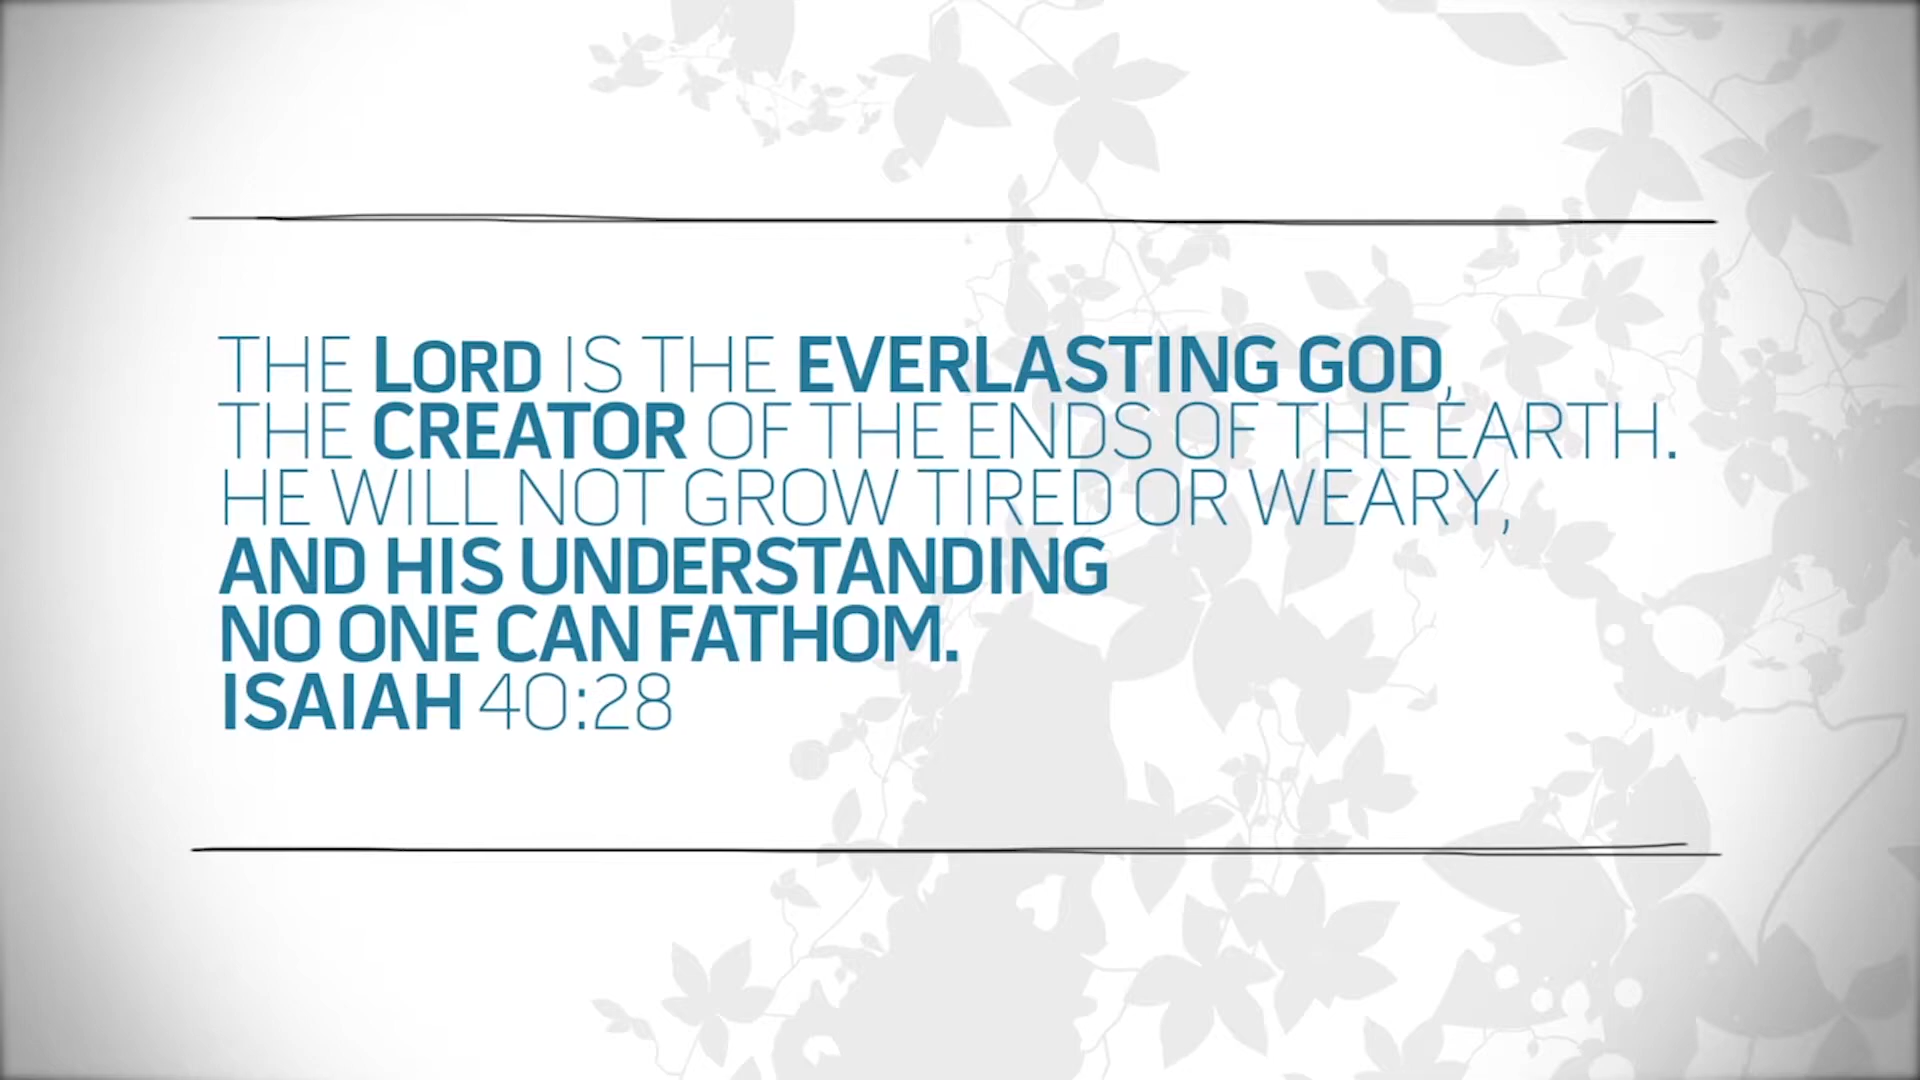 THE LORD IS THE EVERLASTING GOD,
THE CREATOR OF THE ENDS OF THE EARTH.
HE WILL NOT GROW TIRED OR WEARY,
AND HIS UNDERSTANDING
NO ONE CAN FATHOM.
ISAIAH 40:28